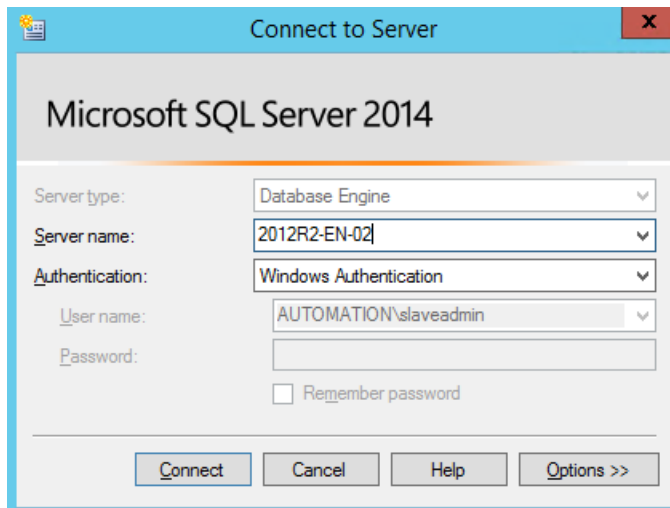 Connect to Server
x
Microsoft SQL Server 2014
Server type: Database Engine
Server name: 2012R2-EN-02
Authentication: Windows Authentication
User name: AUTOMATION\slaveadmin
Password:
Remember password
Connect Cancel Help Options >>